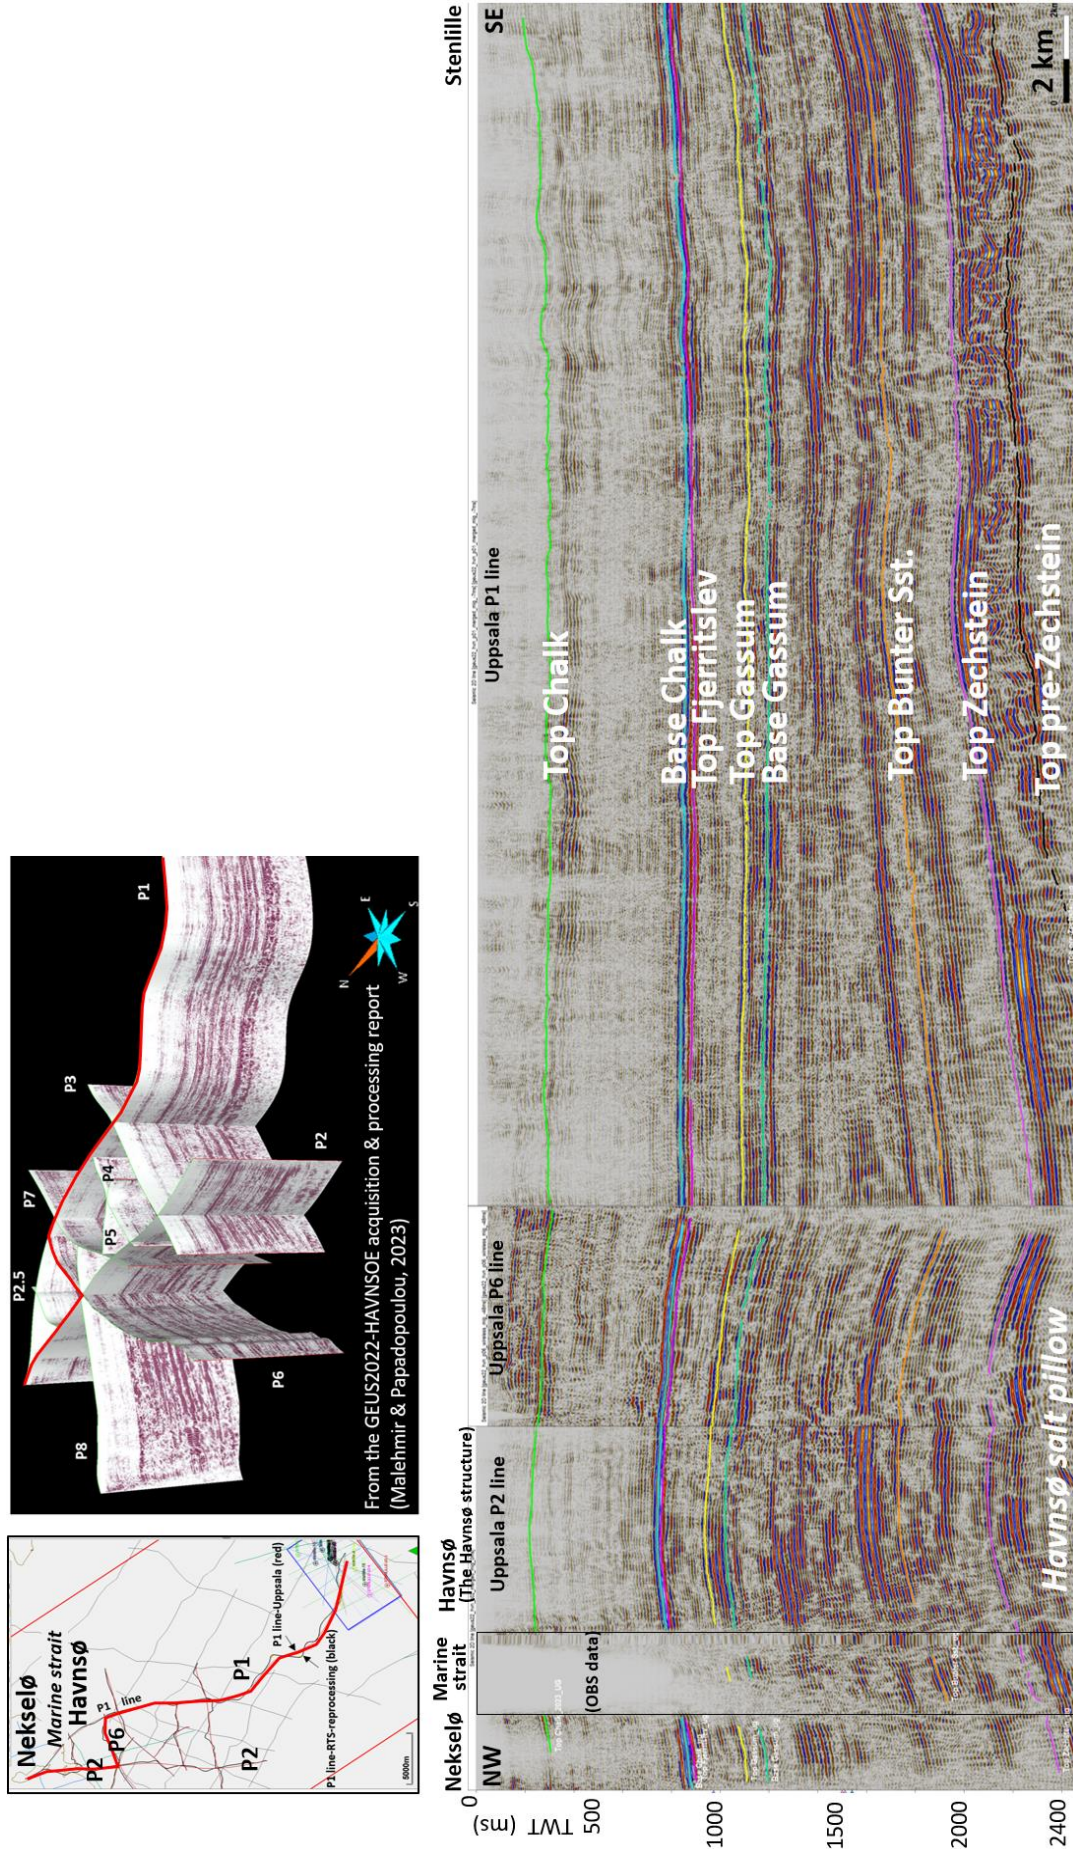 Nekselø
Marine strait
Havnsø
P1 line
P2
P6
P1
P2
P1 line-Uppsala (red)
P1 line-RTS-reprocessing (black)
5000m
P8
P2.5
P7
P5
P4
P3
P1
P2
P6
N
E
S
W
From the GEUS2022-HAVNSOE acquisition & processing report
(Malehmir & Papadopoulou, 2023)
Nekselø
Marine
strait
Havnsø
(The Havnsø structure)
Stenlille
NW
SE
(OBS data)
Uppsala P2 line
Uppsala P6 line
Uppsala P1 line
Top Chalk
Base Chalk
Top Fjerritslev
Top Gassum
Base Gassum
Top Bunter Sst.
Top Zechstein
Top pre-Zechstein
Havnsø salt pillow
0
500
1000
1500
2000
2400
TWT (ms)
0
2km
2 km